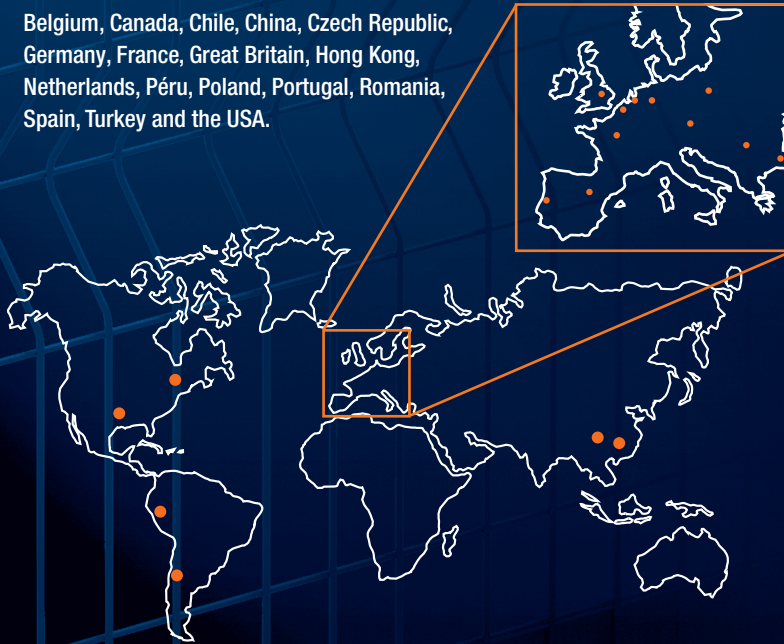 Belgium, Canada, Chile, China, Czech Republic,
Germany, France, Great Britain, Hong Kong,
Netherlands, Péru, Poland, Portugal, Romania,
Spain, Turkey and the USA.